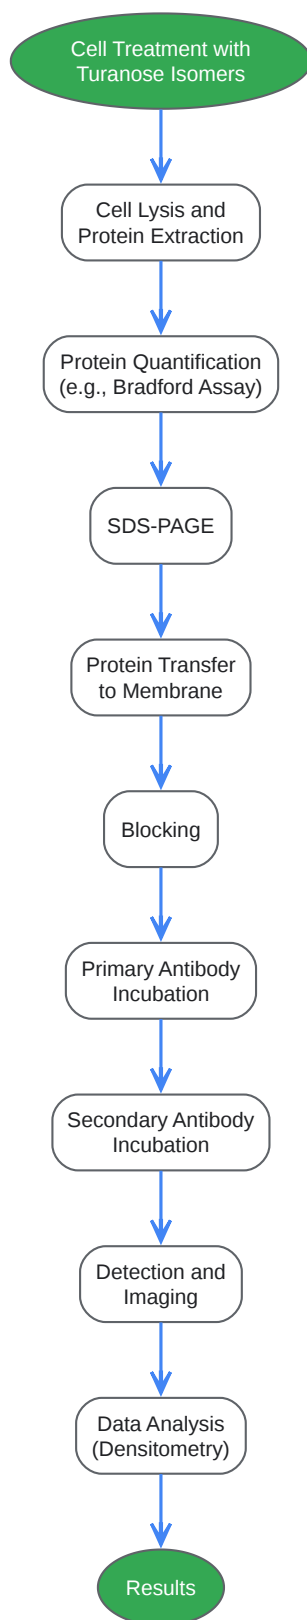 Cell Treatment with
Turanose Isomers
Cell Lysis and
Protein Extraction
Protein Quantification
(e.g., Bradford Assay)
SDS-PAGE
Protein Transfer
to Membrane
Blocking
Primary Antibody
Incubation
Secondary Antibody
Incubation
Detection and
Imaging
Data Analysis
(Densitometry)
Results